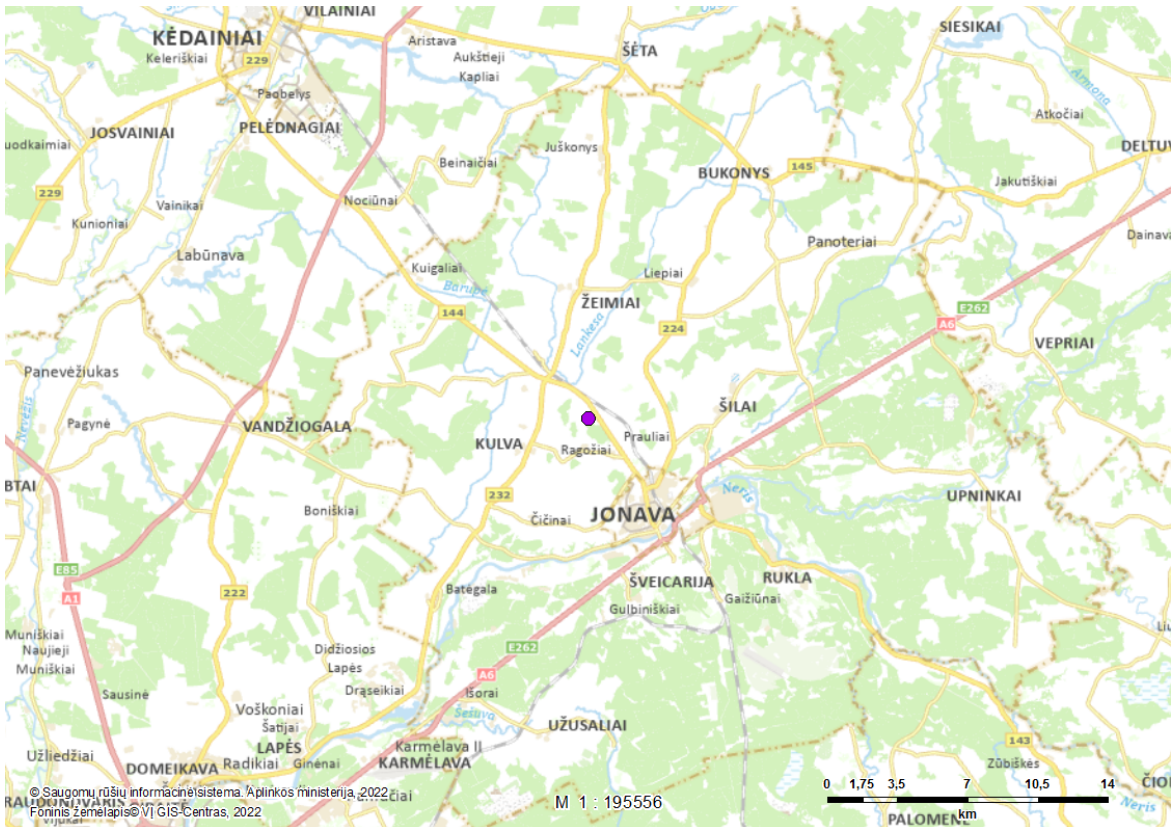 VILAINIAI
KĖDAINIAI
Keleriškiai
229
Aristava
Aukštieji
Kapliai
ŠĖTA
SIESIKAI
Armona
Paobelys
Atkočiai
JOSVAINIAI
PELĖDNAGIAI
uodkaimiai
Juškonys
DELTUV
Beinaičiai
BUKONYS
145
Jakutiškiai
229
Vainikai
Nociūnai
Kunioniai
Dainava
Labūnava
Panoteriai
Kuigaliai
Liepiai
Barupė
ŽEIMIAI
E262
144
A6
224
Lankesa
VEPRIAI
Panevėžiukas
Nevėžis
Pagynė
VANDŽIOGALA
ŠILAI
KULVA
Prauliai
Ragožiai
BTAI
232
Neris
UPNINKAI
Boniškiai
Čičinai
JONAVA
E85
A1
222
Batėgala
ŠVEICARIJA
RUKLA
Gaižiūnai
Gulbiniškiai
Muniškiai
Naujieji
Muniškiai
Didžiosios
Lapės
E262
A6
Drąseikiai
Išorai
Sausinė
Voškoniai
Šatijai
Šešuva
UŽUSALIAI
LAPĖS
Karmėlava II
143
Užliedžiai
DOMEIKAVA
Radikiai
Ginėnai
KARMĖLAVA
Zūbiškės
ČIO
Neris
PALOMENĖ
© Saugomų rūšių informacinė sistema. Aplinkos ministerija, 2022
Foninis žemėlapis© VĮ GIS-Centras, 2022
M 1 : 195556
0 1,75 3,5 7 10,5 14
km